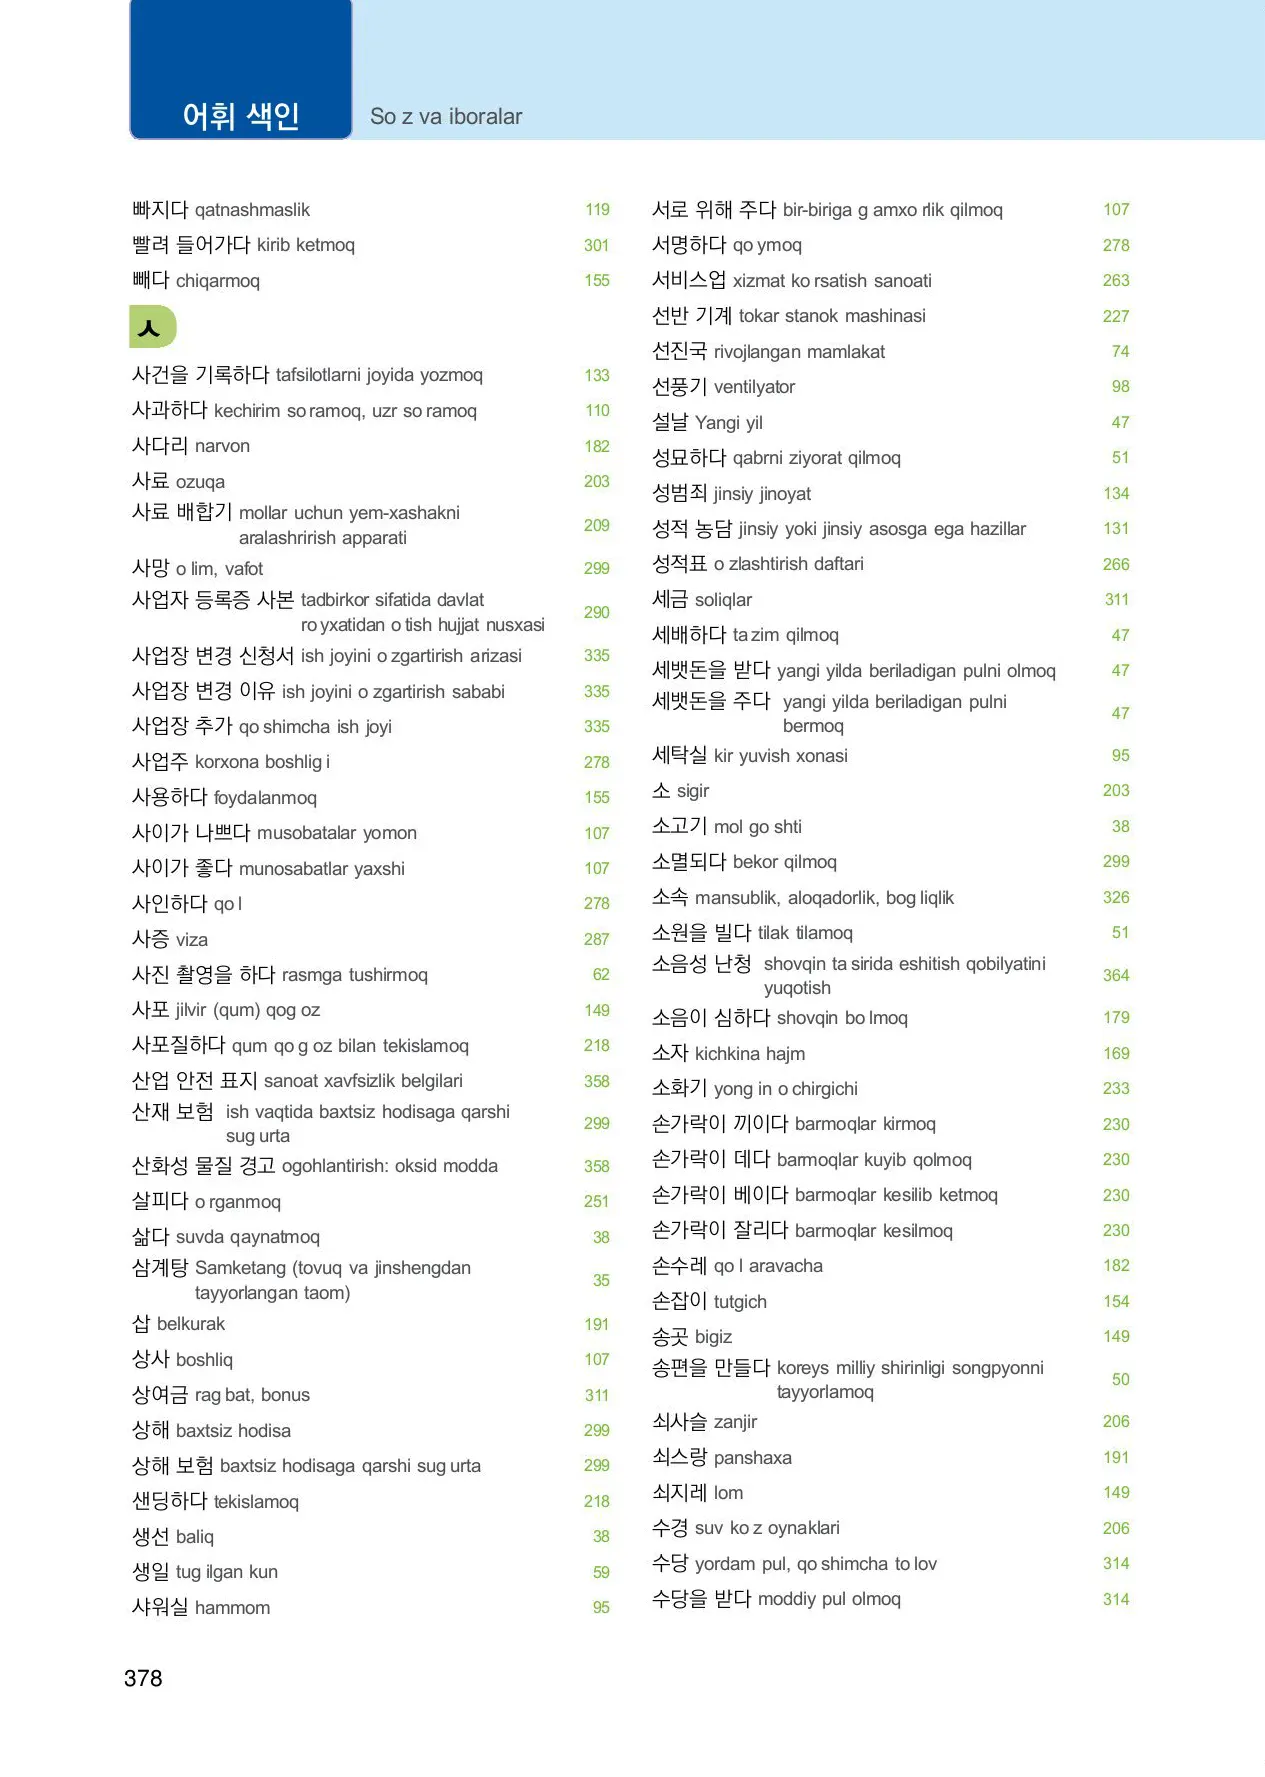 어휘 색인
So z va iboralar
빠지다 qatnashmaslik 119
빨려 들어가다 kirib ketmoq 301
빼다 chiqarmoq 155
ㅅ
사건을 기록하다 tafsilotlarni joyida yozmoq 133
사과하다 kechirim so ramoq, uzr so ramoq 110
사다리 narvon 182
사료 ozuqa 203
사료 배합기 mollar uchun yem-xashakni
aralashrirish apparati 209
사망 o lim, vafot 299
사업자 등록증 사본 tadbirkor sifatida davlat
ro yxatidan o tish hujjat nusxasi 290
사업장 변경 신청서 ish joyini o zgartirish arizasi 335
사업장 변경 이유 ish joyini o zgartirish sababi 335
사업장 추가 qo shimcha ish joyi 335
사업주 korxona boshlig i 278
사용하다 foydalanmoq 155
사이가 나쁘다 musobatalar yomon 107
사이가 좋다 munosabatlar yaxshi 107
사인하다 qo l 278
사증 viza 287
사진 촬영을 하다 rasmga tushirmoq 62
사포 jilvir (qum) qog oz 149
사포질하다 qum qo g oz bilan tekislamoq 218
산업 안전 표지 sanoat xavfsizlik belgilari 358
산재 보험 ish vaqtida baxtsiz hodisaga qarshi
sug urta 299
산화성 물질 경고 ogohlantirish: oksid modda 358
살피다 o rganmoq 251
삶다 suvda qaynatmoq 38
삼계탕 Samketang (tovuq va jinshengdan
tayyorlangan taom) 35
삽 belkurak 191
상사 boshliq 107
상여금 rag bat, bonus 311
상해 baxtsiz hodisa 299
상해 보험 baxtsiz hodisaga qarshi sug urta 299
샌딩하다 tekislamoq 218
생선 baliq 38
생일 tug ilgan kun 59
샤워실 hammom 95
서로 위해 주다 bir-biriga g amxo rlik qilmoq 107
서명하다 qo ymoq 278
서비스업 xizmat ko rsatish sanoati 263
선반 기계 tokar stanok mashinasi 227
선진국 rivojlangan mamlakat 74
선풍기 ventilyator 98
설날 Yangi yil 47
성묘하다 qabrni ziyorat qilmoq 51
성범죄 jinsiy jinoyat 134
성적 농담 jinsiy yoki jinsiy asosga ega hazillar 131
성적표 o zlashtirish daftari 266
세금 soliqlar 311
세배하다 ta zim qilmoq 47
세뱃돈을 받다 yangi yilda beriladigan pulni olmoq 47
세뱃돈을 주다 yangi yilda beriladigan pulni
bermoq 47
세탁실 kir yuvish xonasi 95
소 sigir 203
소고기 mol go shti 38
소멸되다 bekor qilmoq 299
소속 mansublik, aloqadorlik, bog liqlik 326
소원을 빌다 tilak tilamoq 51
소음성 난청 shovqin ta sirida eshitish qobilyatini
yuqotish 364
소음이 심하다 shovqin bo lmoq 179
소자 kichkina hajm 169
소화기 yong in o chirgichi 233
손가락이 끼이다 barmoqlar kirmoq 230
손가락이 데다 barmoqlar kuyib qolmoq 230
손가락이 베이다 barmoqlar kesilib ketmoq 230
손가락이 잘리다 barmoqlar kesilmoq 230
손수레 qo l aravacha 182
손잡이 tutgich 154
송곳 bigiz 149
송편을 만들다 koreys milliy shirinligi songpyonni
tayyorlamoq 50
쇠사슬 zanjir 206
쇠스랑 panshaxa 191
쇠지레 lom 149
수경 suv ko z oynaklari 206
수당 yordam pul, qo shimcha to lov 314
수당을 받다 moddiy pul olmoq 314
378